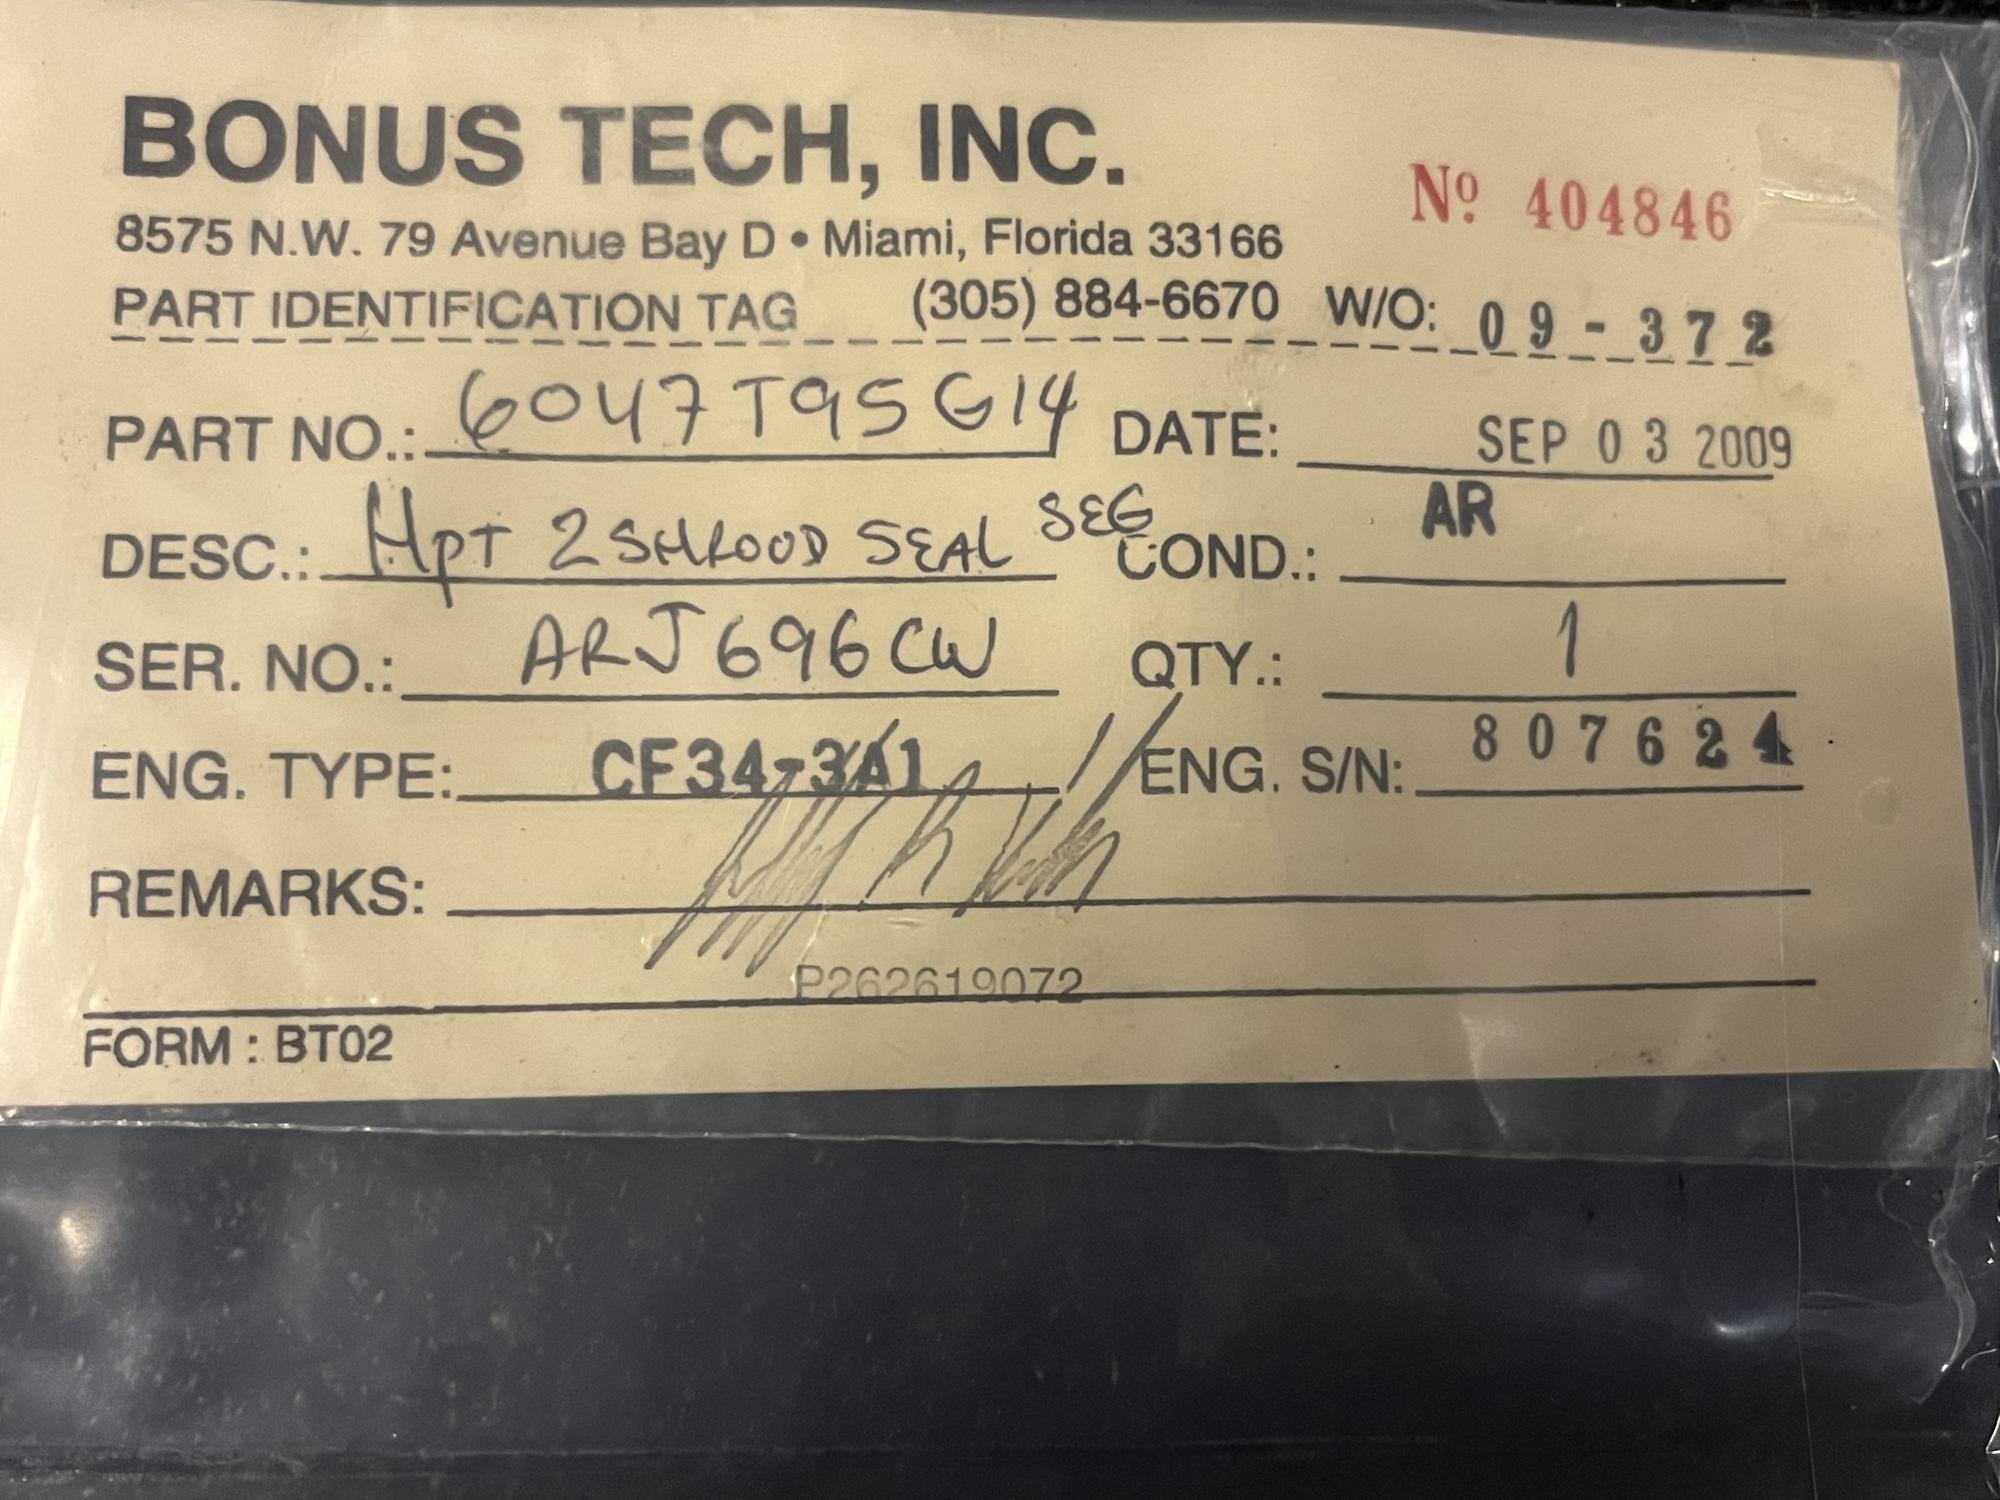 BONUS TECH, INC.
Nº 404846
8575 N.W. 79 Avenue Bay D • Miami, Florida 33166
PART IDENTIFICATION TAG (305) 884-6670 W/O: 09-372
PART NO.: 6047T95G14 DATE: SEP 03 2009
DESC.: HPT 2 SHROOD SEAL SEG COND.: AR
SER. NO.: ARJ696CW QTY.: 1
ENG. TYPE: CF34-3A1 ENG. S/N: 807624
REMARKS:
P262619072
FORM : BT02